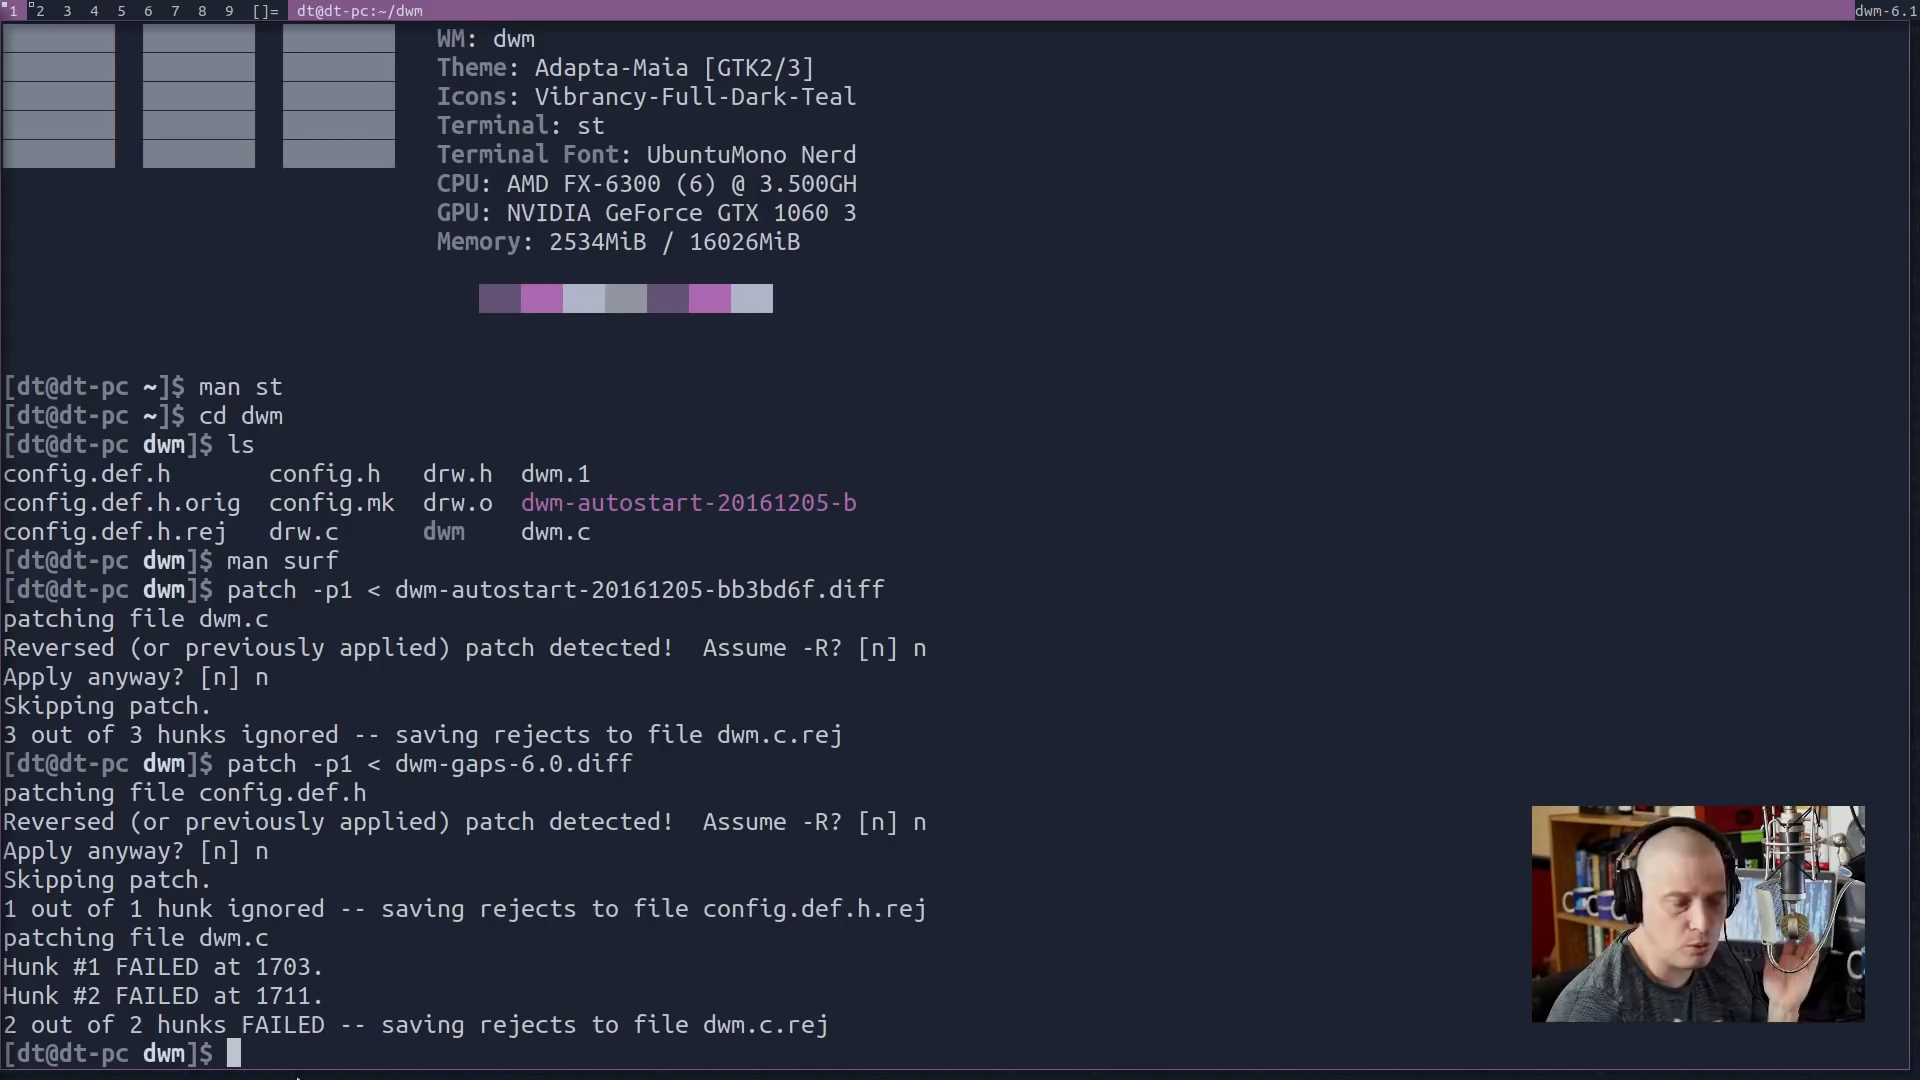 1 2 3 4 5 6 7 8 9 []= dt@dt-pc:~/dwm dwm-6.1
WM: dwm
Theme: Adapta-Maia [GTK2/3]
Icons: Vibrancy-Full-Dark-Teal
Terminal: st
Terminal Font: UbuntuMono Nerd
CPU: AMD FX-6300 (6) @ 3.500GH
GPU: NVIDIA GeForce GTX 1060 3
Memory: 2534MiB / 16026MiB
[dt@dt-pc ~]$ man st
[dt@dt-pc ~]$ cd dwm
[dt@dt-pc dwm]$ ls
config.def.h config.h drw.h dwm.1
config.def.h.orig config.mk drw.o dwm-autostart-20161205-b
config.def.h.rej drw.c dwm dwm.c
[dt@dt-pc dwm]$ man surf
[dt@dt-pc dwm]$ patch -p1 < dwm-autostart-20161205-bb3bd6f.diff
patching file dwm.c
Reversed (or previously applied) patch detected!  Assume -R? [n] n
Apply anyway? [n] n
Skipping patch.
3 out of 3 hunks ignored -- saving rejects to file dwm.c.rej
[dt@dt-pc dwm]$ patch -p1 < dwm-gaps-6.0.diff
patching file config.def.h
Reversed (or previously applied) patch detected!  Assume -R? [n] n
Apply anyway? [n] n
Skipping patch.
1 out of 1 hunk ignored -- saving rejects to file config.def.h.rej
patching file dwm.c
Hunk #1 FAILED at 1703.
Hunk #2 FAILED at 1711.
2 out of 2 hunks FAILED -- saving rejects to file dwm.c.rej
[dt@dt-pc dwm]$